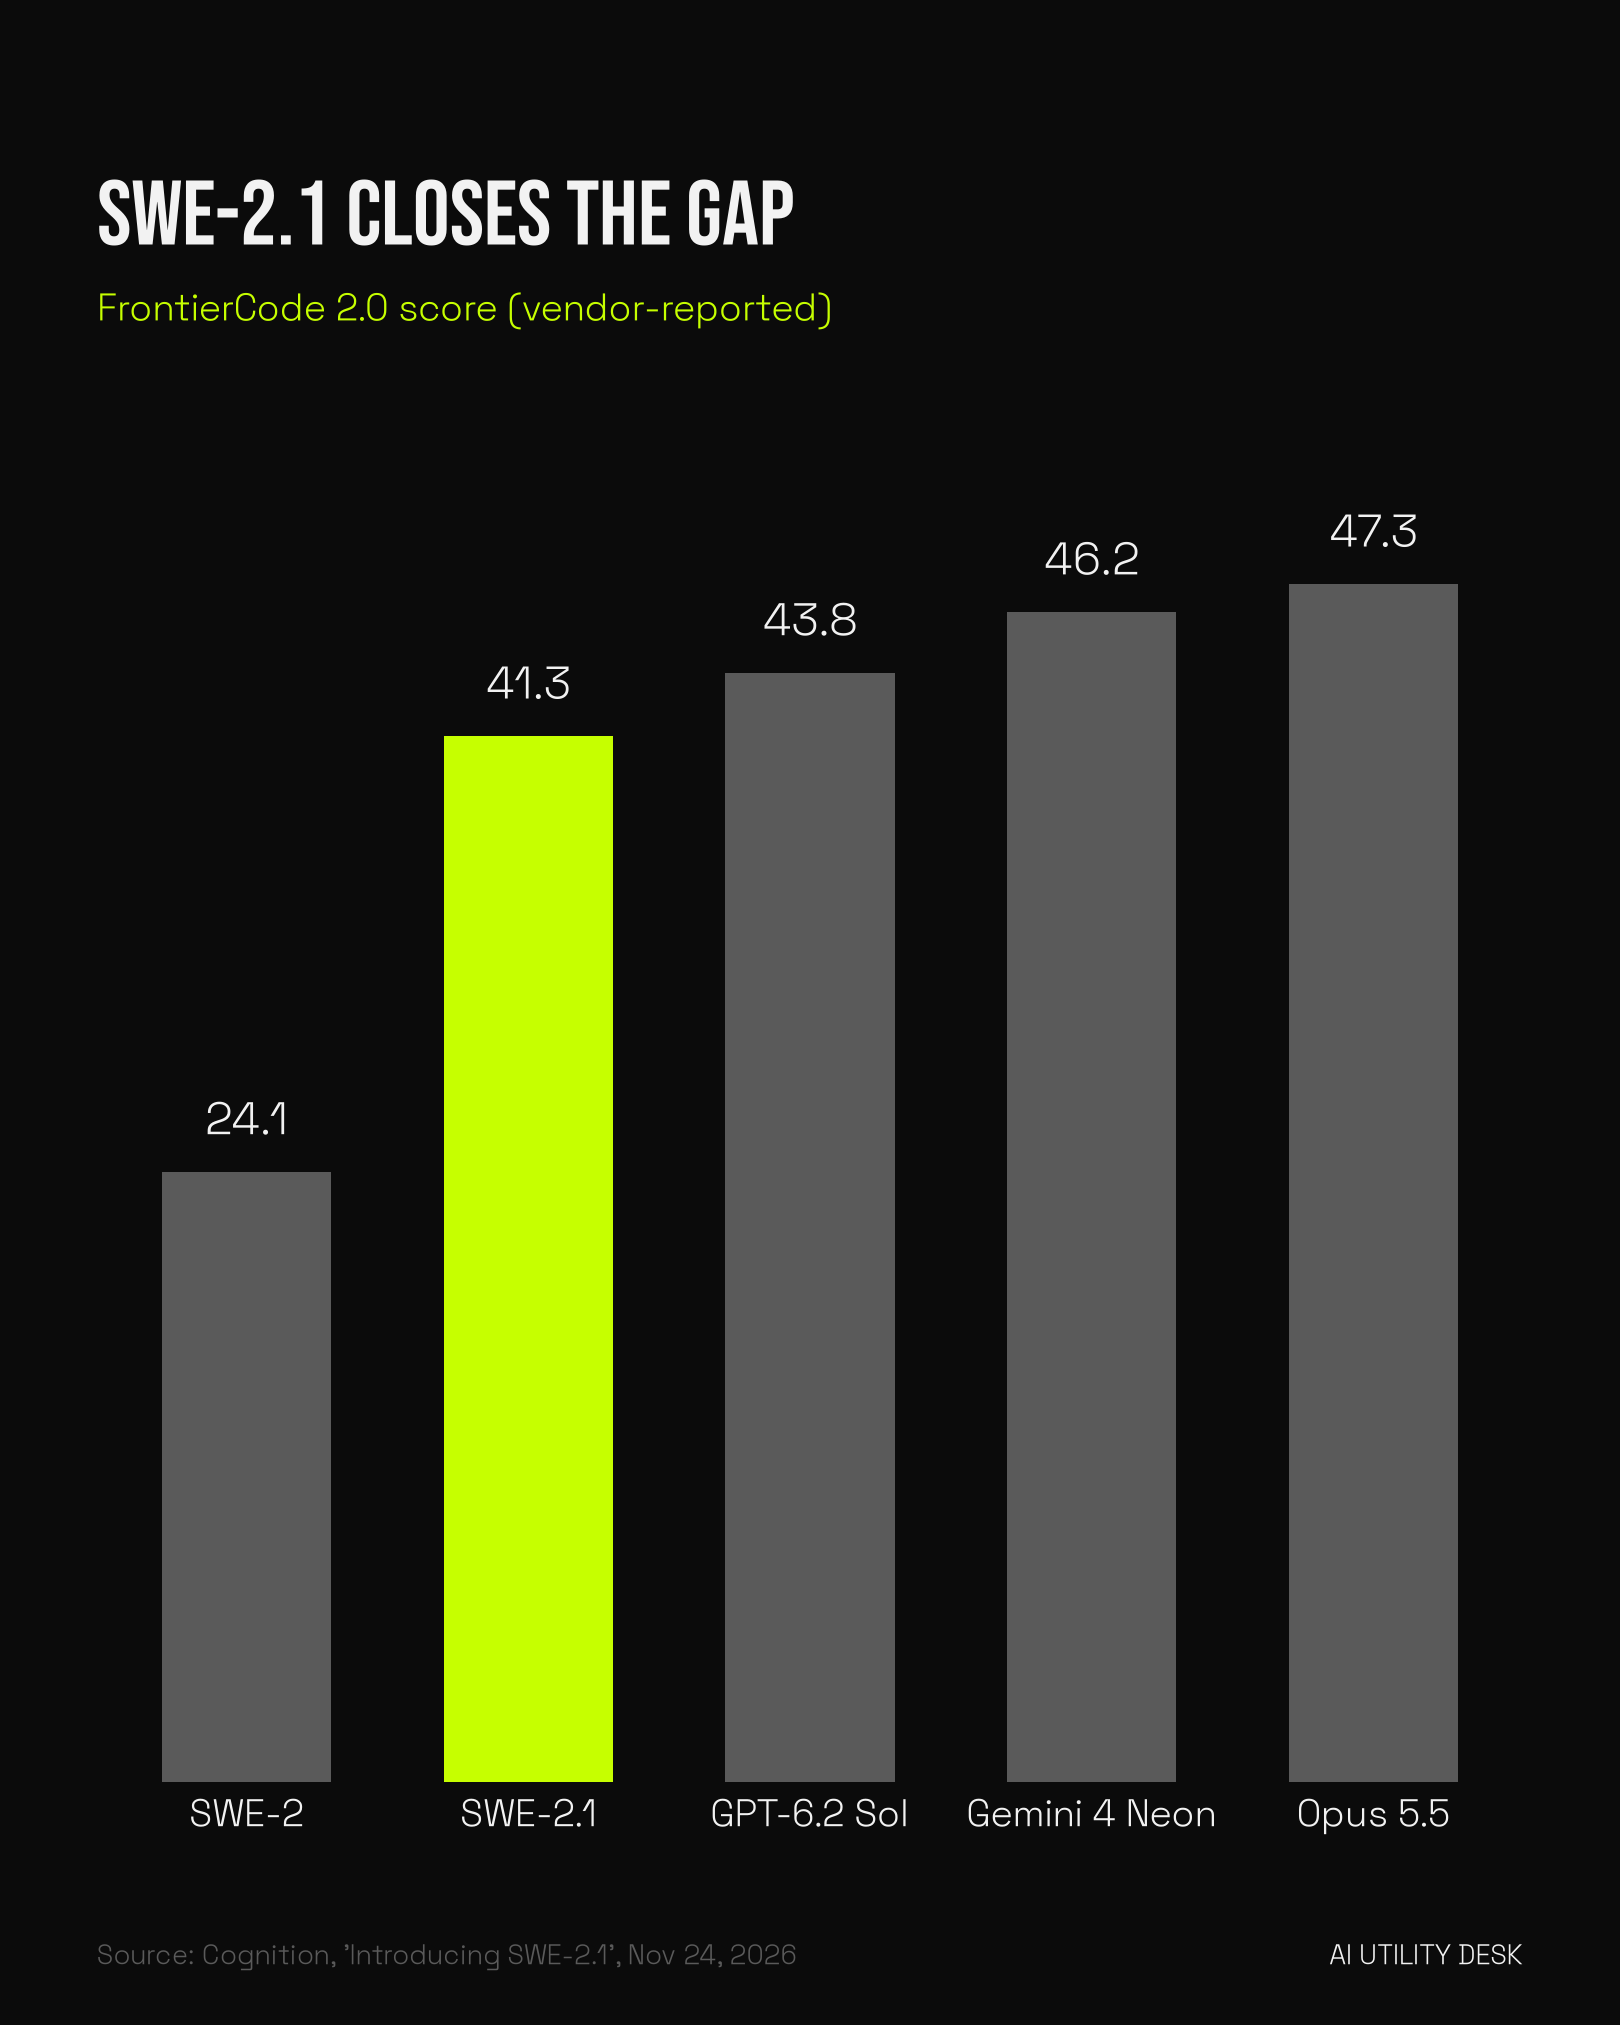 SWE-2.1 CLOSES THE GAP
FrontierCode 2.0 score (vendor-reported)
47.3
46.2
43.8
41.3
24.1
SWE-2 SWE-2.1 GPT-6.2 Sol Gemini 4 Neon Opus 5.5
Source: Cognition, 'Introducing SWE-2.1', Nov 24, 2026 AI UTILITY DESK